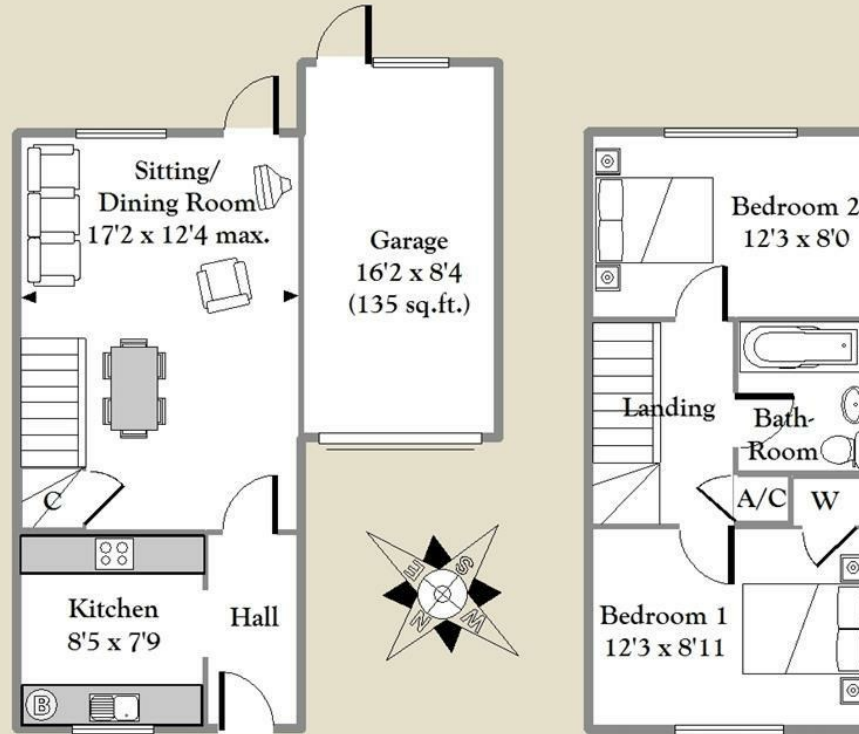 Sitting/
Dining Room
17'2 x 12'4 max.
Garage
16'2 x 8'4
(135 sq.ft.)
C
Kitchen
8'5 x 7'9
Hall
B
E
S
N
W
Bedroom 2
12'3 x 8'0
Landing
Bath-
Room
A/C
W
Bedroom 1
12'3 x 8'11